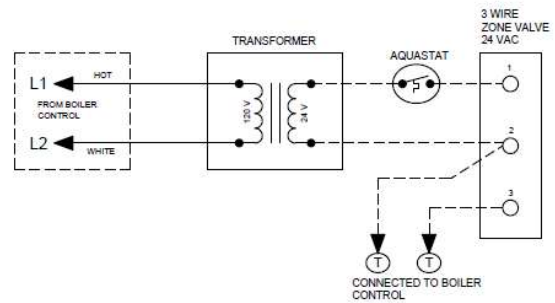 3 WIRE
ZONE VALVE
24 VAC
TRANSFORMER
AQUASTAT
L1
HOT
FROM BOILER
CONTROL
L2
WHITE
120 V
24 V
1
2
3
T
T
CONNECTED TO BOILER
CONTROL